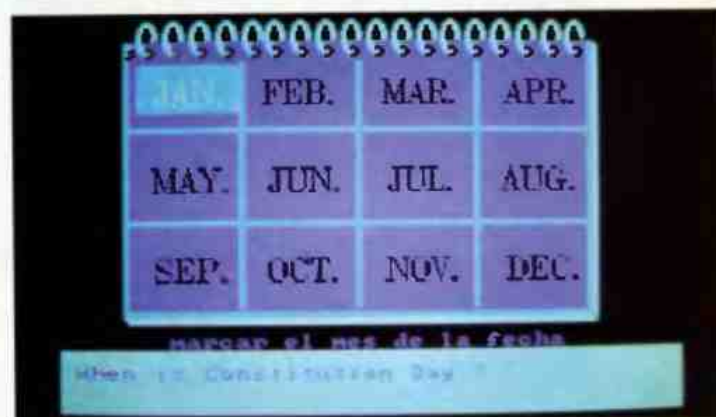 JAN. FEB. MAR. APR.
MAY. JUN. JUL. AUG.
SEP. OCT. NOV. DEC.
marcar el mes de la fecha
When is Constitution Day ?